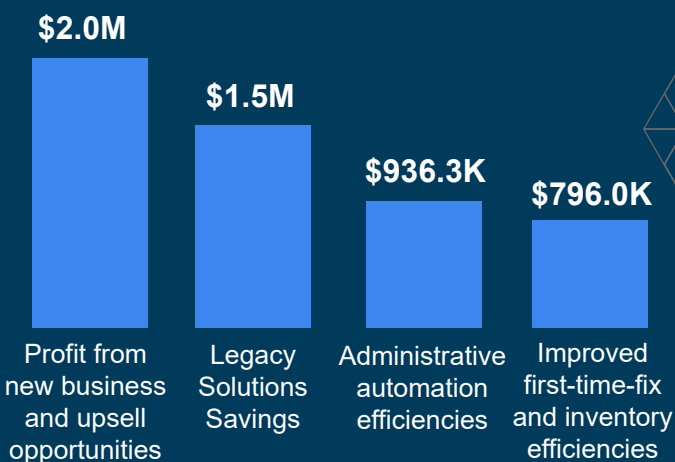 $2.0M
$1.5M
$936.3K
$796.0K
Profit from
new business
and upsell
opportunities
Legacy
Solutions
Savings
Administrative
automation
efficiencies
Improved
first-time-fix
and inventory
efficiencies